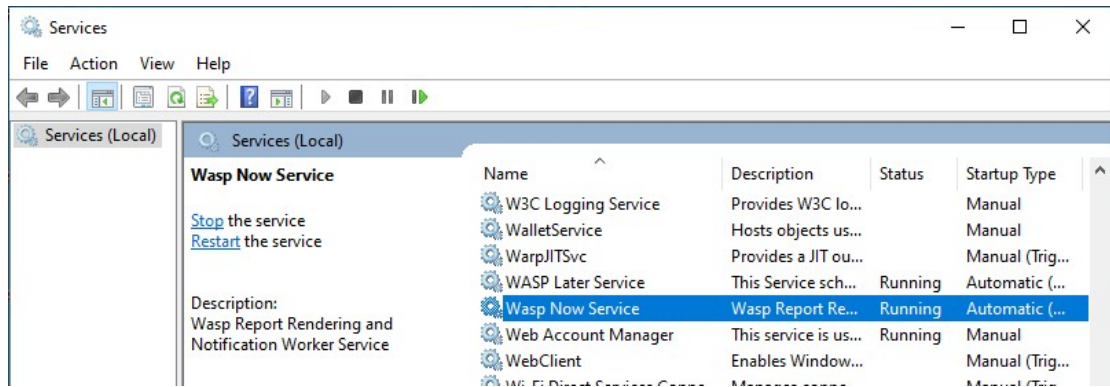 Services
File Action View Help
Services (Local)
Services (Local)
Wasp Now Service
Stop the service
Restart the service
Description:
Wasp Report Rendering and
Notification Worker Service
Name Description Status Startup Type
W3C Logging Service Provides W3C lo... Manual
WalletService Hosts objects us... Manual
WarpJITSvc Provides a JIT ou... Manual (Trig...
WASP Later Service This Service sch... Running Automatic (...
Wasp Now Service Wasp Report Re... Running Automatic (...
Web Account Manager This service is us... Running Manual
WebClient Enables Window... Manual (Trig...